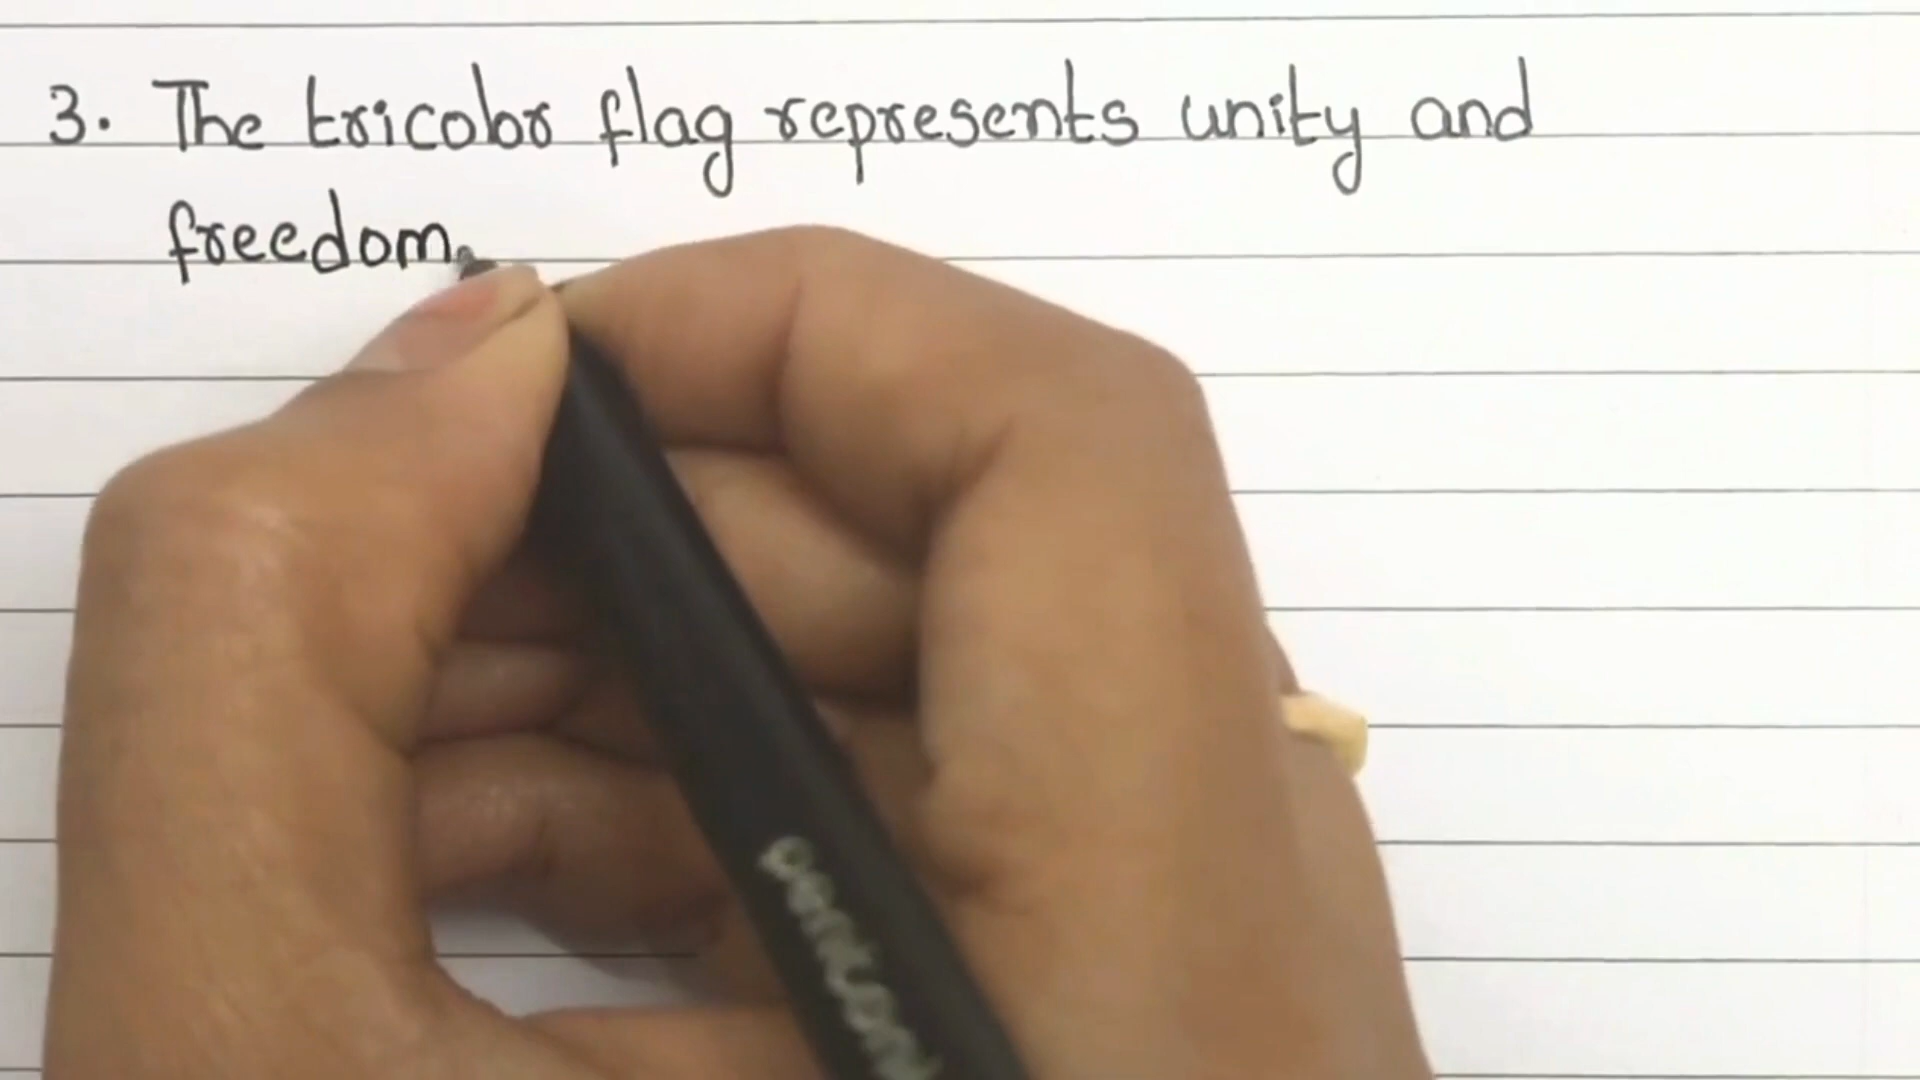 3. The tricolor flag represents unity and
freedom.